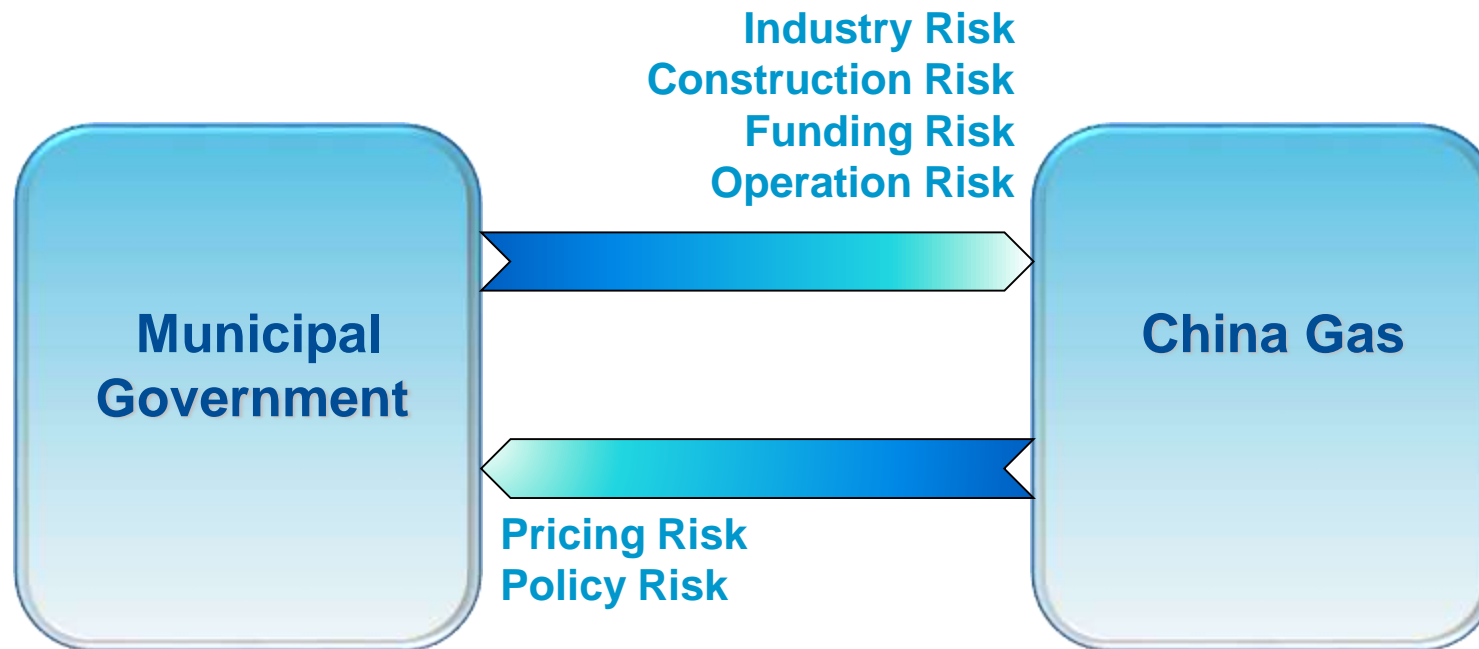 Industry Risk
Construction Risk
Funding Risk
Operation Risk
Municipal
Government
China Gas
Pricing Risk
Policy Risk